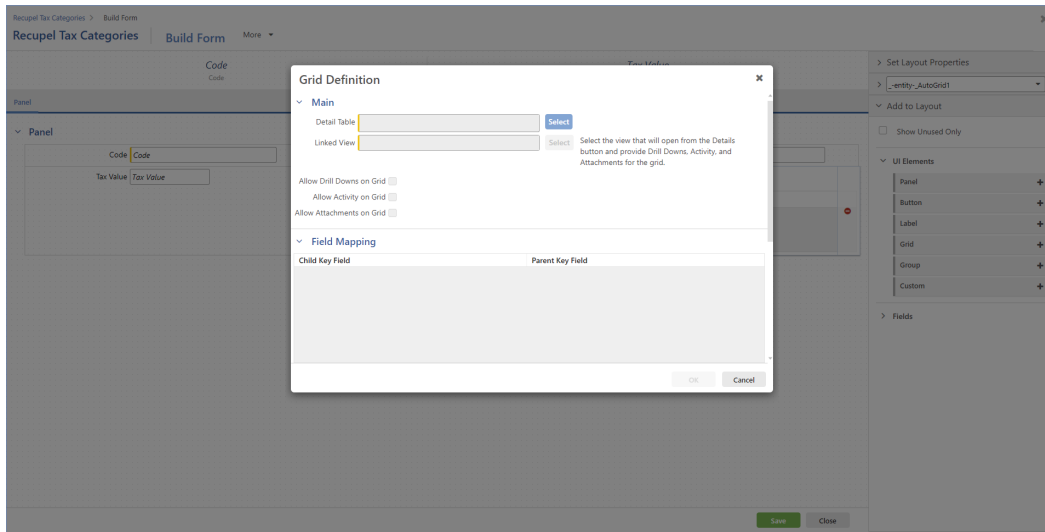 Recupel Tax Categories > Build Form
Recupel Tax Categories Build Form More
Code Tax Value
Code
Set Layout Properties
_-entity-_AutoGrid1
Add to Layout
Show Unused Only
UI Elements
Panel
Button
Label
Grid
Group
Custom
Fields
Panel
Panel
Code Code
Tax Value Tax Value
Grid Definition
Main
Detail Table Select
Linked View Select Select the view that will open from the Details
button and provide Drill Downs, Activity, and
Attachments for the grid.
Allow Drill Downs on Grid
Allow Activity on Grid
Allow Attachments on Grid
Field Mapping
Child Key Field Parent Key Field
OK Cancel
Save Close